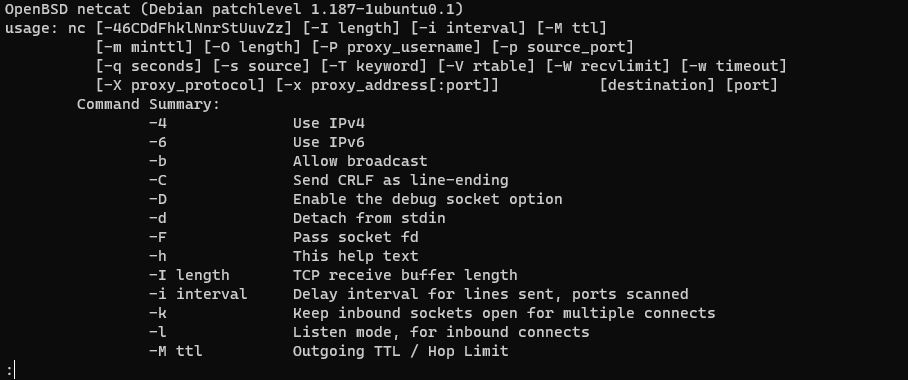 OpenBSD netcat (Debian patchlevel 1.187-1ubuntu0.1)
usage: nc [-46CDdFhklNnrStUuvZz] [-I length] [-i interval] [-M ttl]
          [-m minttl] [-O length] [-P proxy_username] [-p source_port]
          [-q seconds] [-s source] [-T keyword] [-V rtable] [-W recvlimit] [-w timeout]
          [-X proxy_protocol] [-x proxy_address[:port]]           [destination] [port]
        Command Summary:
                -4              Use IPv4
                -6              Use IPv6
                -b              Allow broadcast
                -C              Send CRLF as line-ending
                -D              Enable the debug socket option
                -d              Detach from stdin
                -F              Pass socket fd
                -h              This help text
                -I length       TCP receive buffer length
                -i interval     Delay interval for lines sent, ports scanned
                -k              Keep inbound sockets open for multiple connects
                -l              Listen mode, for inbound connects
                -M ttl          Outgoing TTL / Hop Limit
: